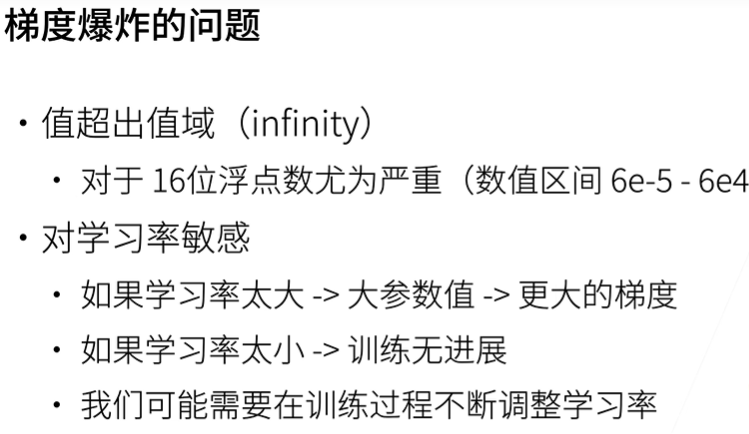 梯度爆炸的问题
• 值超出值域（infinity）
• 对于 16位浮点数尤为严重（数值区间 6e-5 - 6e4
• 对学习率敏感
• 如果学习率太大 -> 大参数值 -> 更大的梯度
• 如果学习率太小 -> 训练无进展
• 我们可能需要在训练过程不断调整学习率